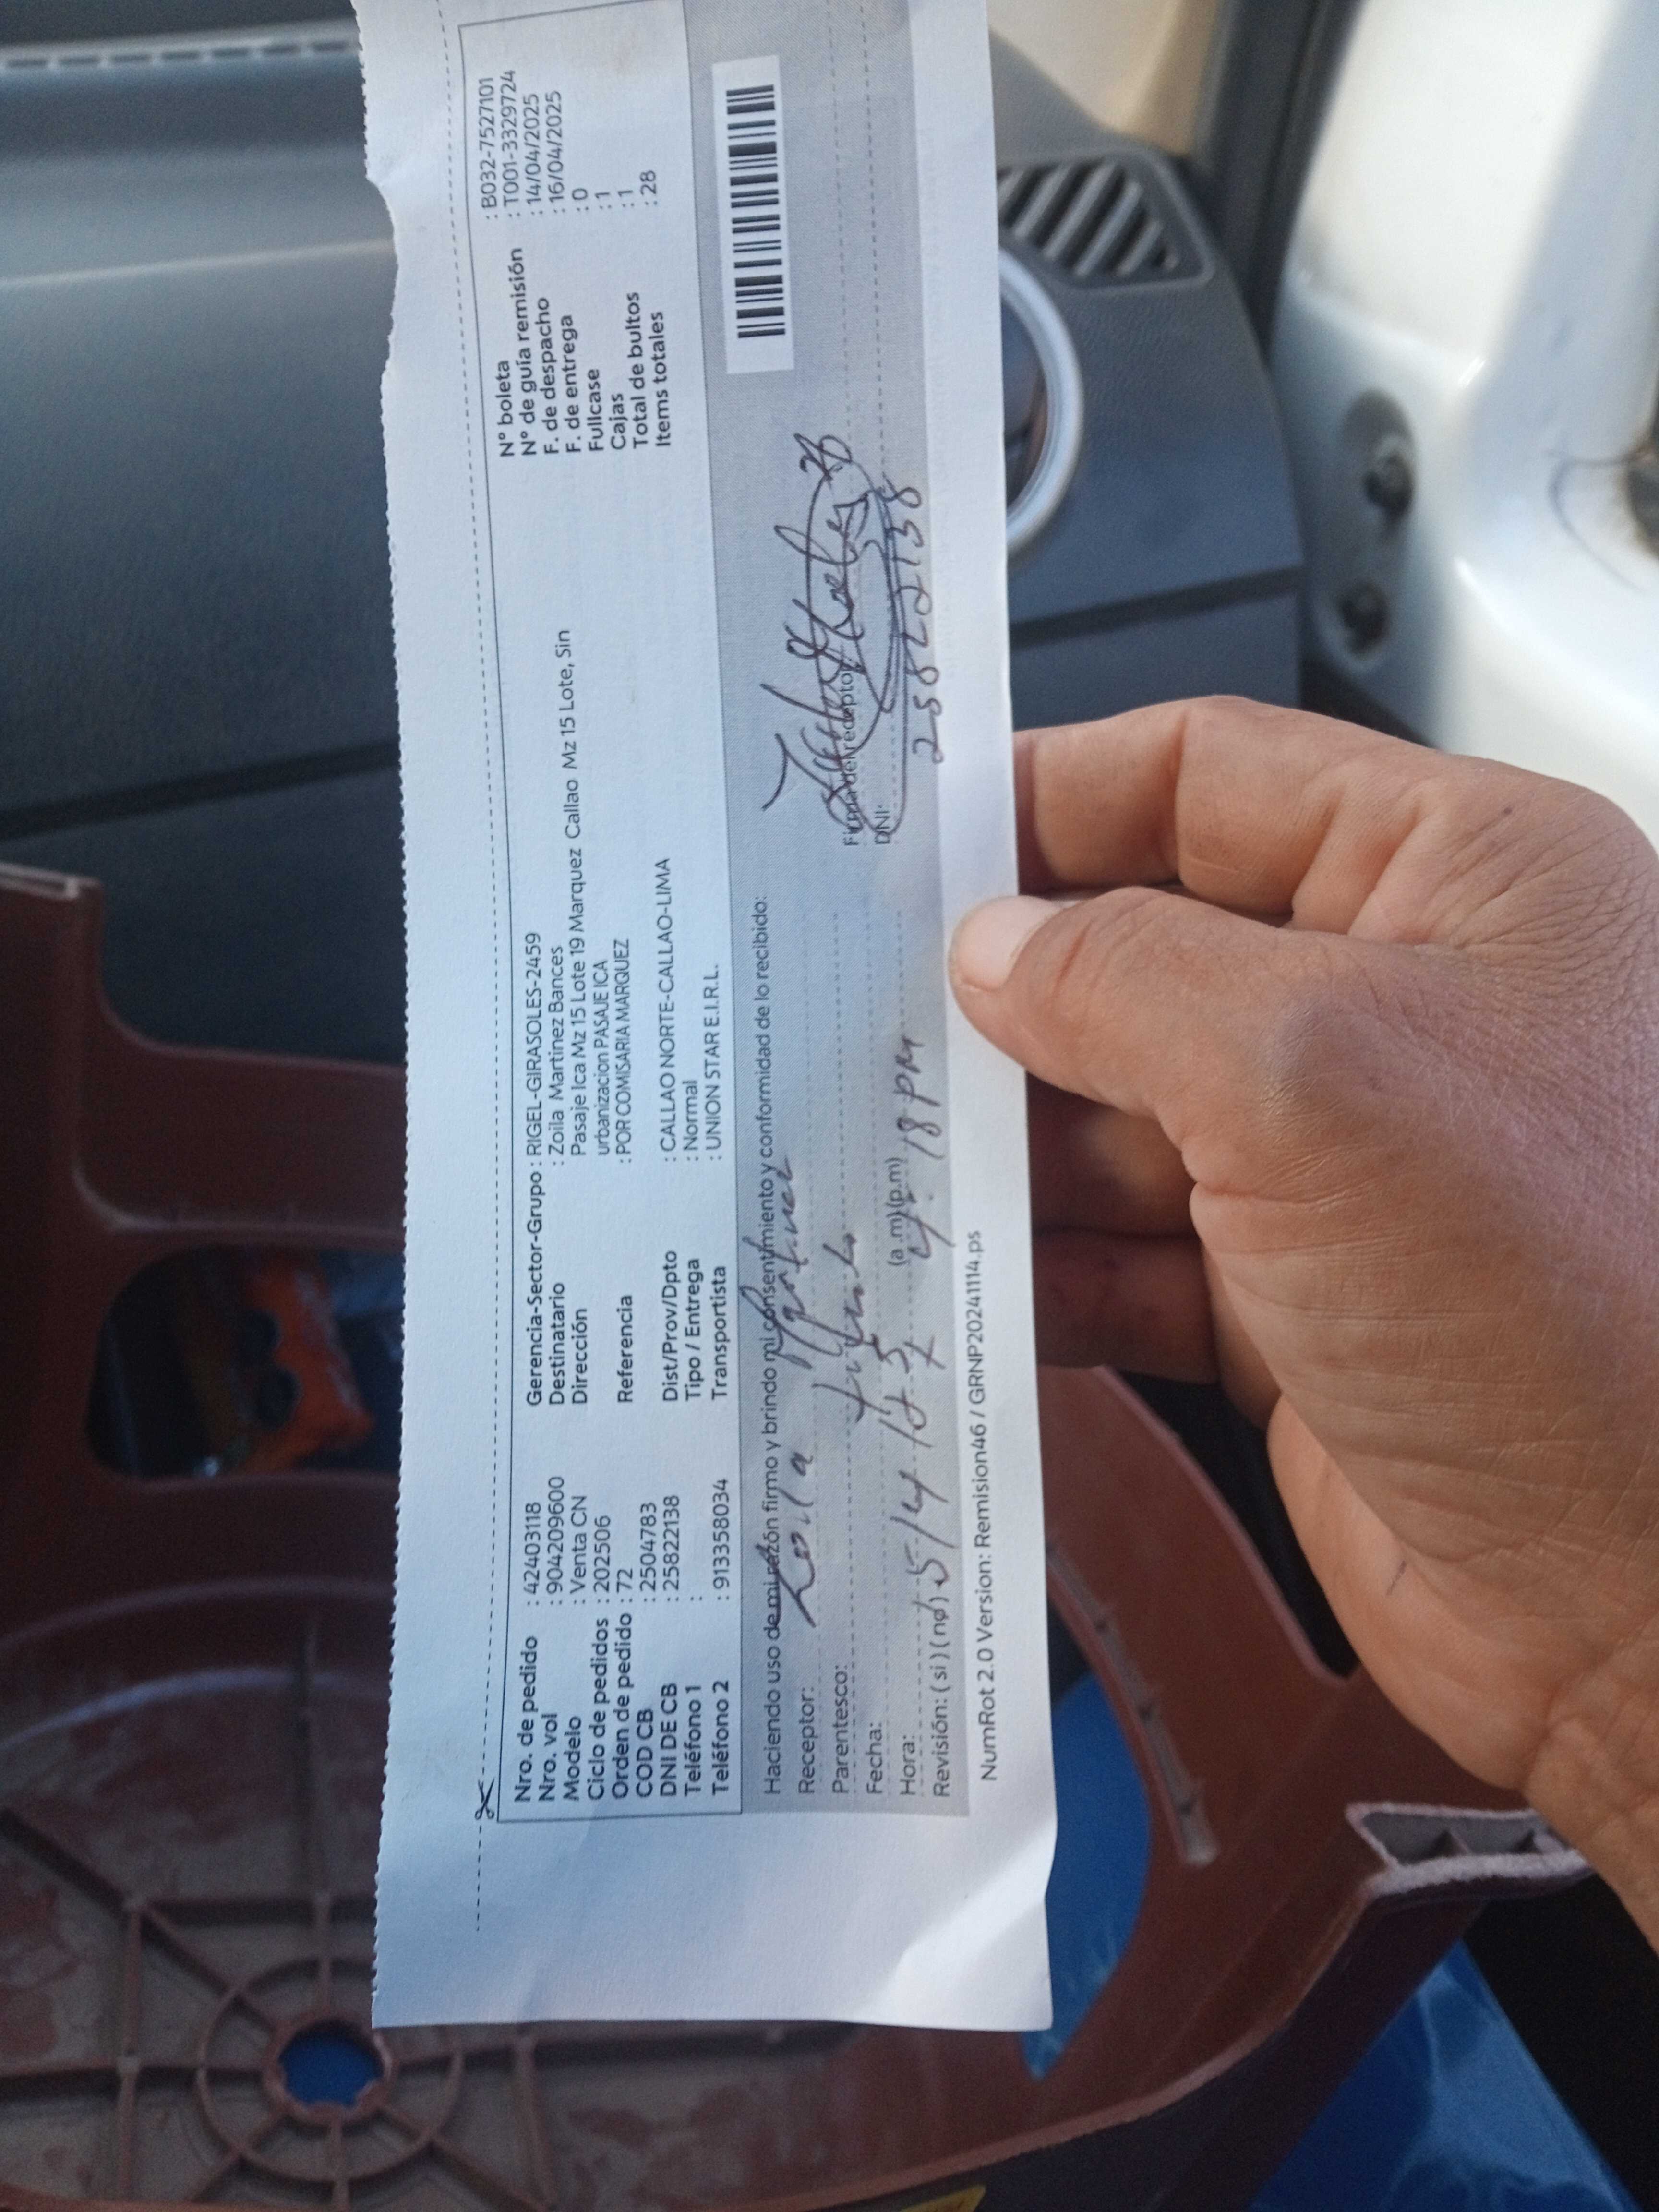 Nro. de pedido : 42403118
Nro. vol : 904209600
Modelo : Venta CN
Ciclo de pedidos : 202506
Orden de pedido : 72
COD CB : 2504783
DNI DE CB : 25822138
Teléfono 1 :
Teléfono 2 : 913358034
Gerencia-Sector-Grupo : RIGEL-GIRASOLES-2459
Destinatario : Zoila Martinez Bances
Dirección Pasaje Ica Mz 15 Lote 19 Marquez Callao Mz 15 Lote, Sin
urbanizacion PASAJE ICA
Referencia : POR COMISARIA MARQUEZ
Dist/Prov/Dpto : CALLAO NORTE-CALLAO-LIMA
Tipo / Entrega : Normal
Transportista : UNION STAR E.I.R.L.
N° boleta : B032-7527101
N° de guía remisión : T001-3329724
F. de despacho : 14/04/2025
F. de entrega : 16/04/2025
Fullcase : 0
Cajas : 1
Total de bultos : 1
Items totales : 28
Haciendo uso de mi razón firmo y brindo mi consentimiento y conformidad de lo recibido:
Receptor: Zoila Martinez
Parentesco:
Fecha:
Hora: (a.m) (p.m)
4:18 PM
Revisión: (si) (no)
Firma del receptor
DNI: 25822138
NumRot 2.0 Version: Remision46 / GRNP20241114.ps